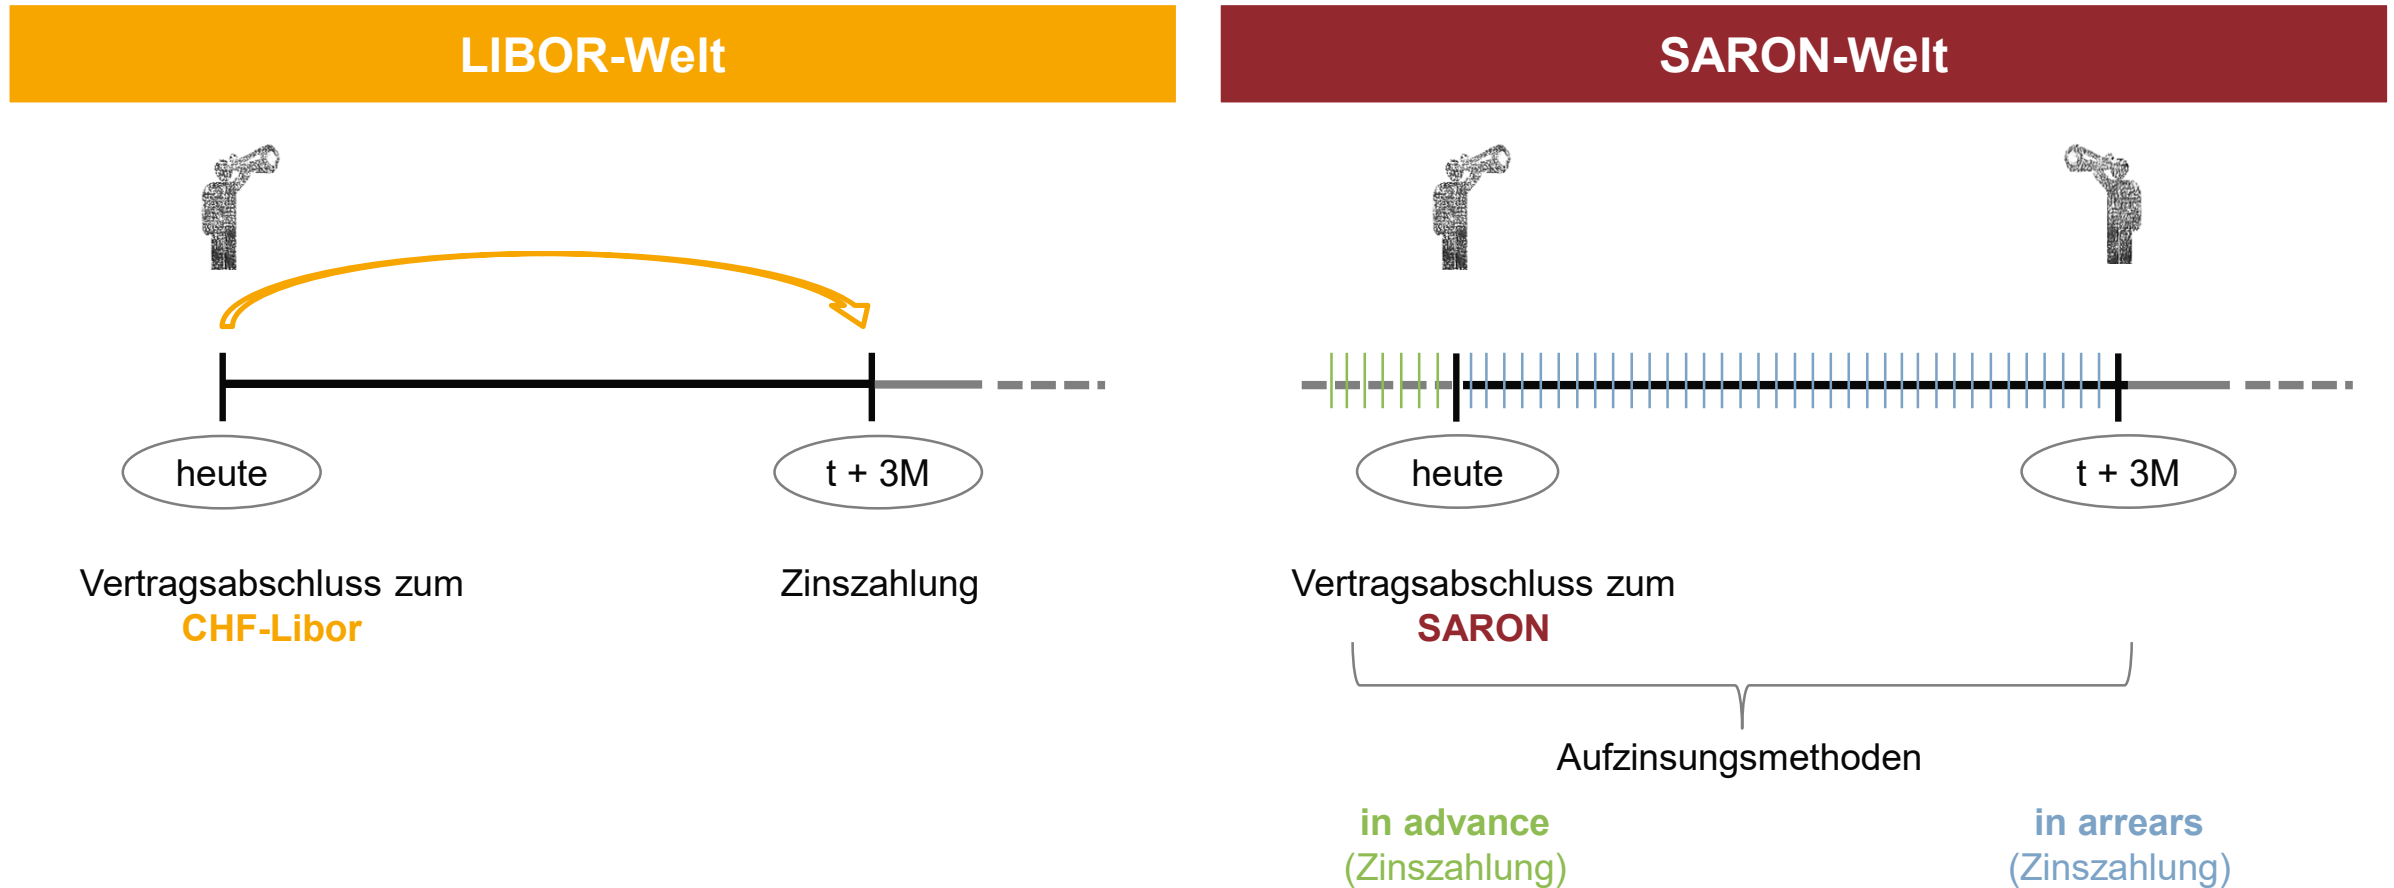 LIBOR-Welt
heute
t + 3M
Vertragsabschluss zum
CHF-Libor
Zinszahlung
SARON-Welt
heute
t + 3M
Vertragsabschluss zum
SARON
Aufzinsungsmethoden
in advance
(Zinszahlung)
in arrears
(Zinszahlung)